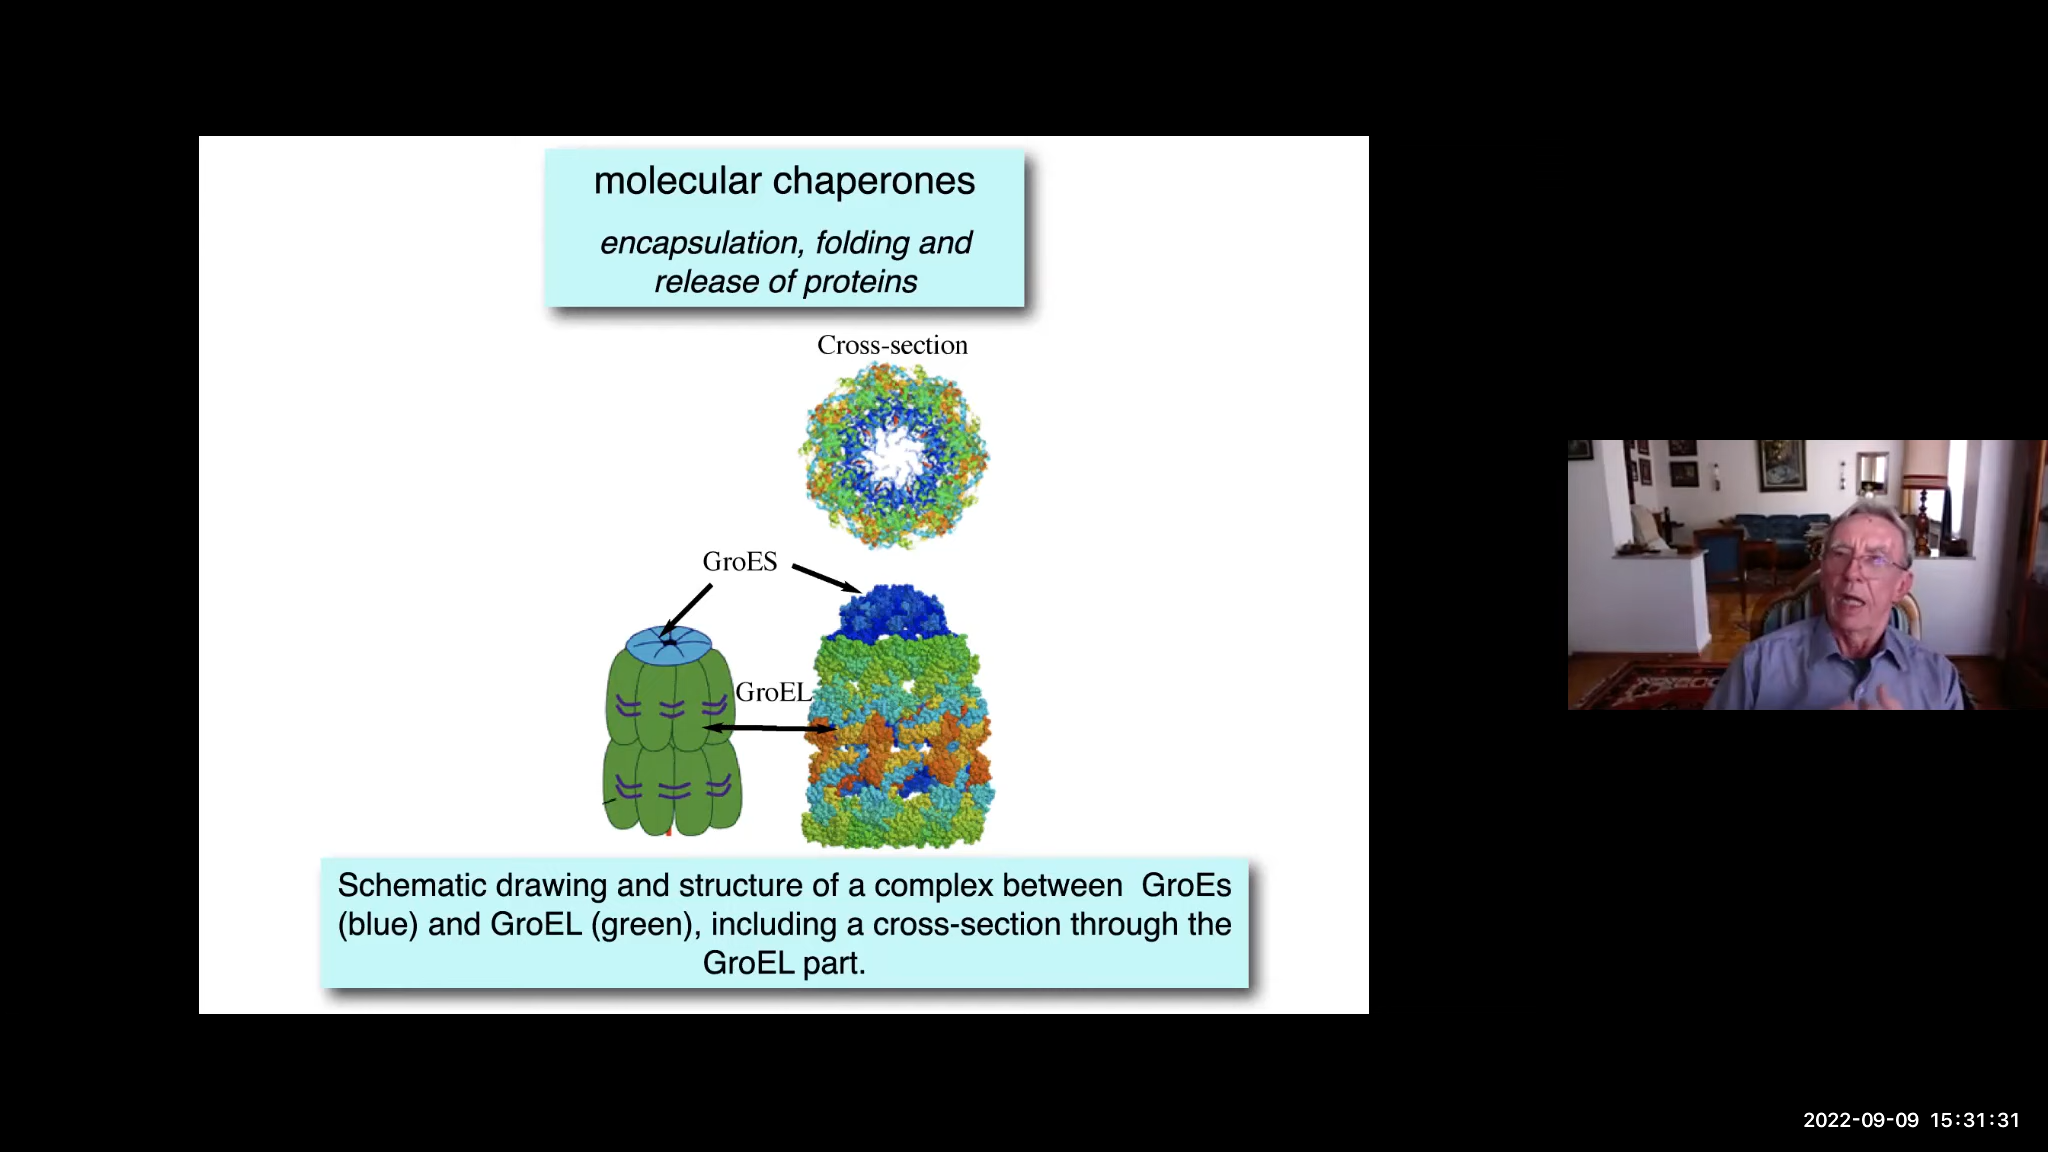 molecular chaperones
encapsulation, folding and
release of proteins
Cross-section
GroES
GroEL
Schematic drawing and structure of a complex between GroEs
(blue) and GroEL (green), including a cross-section through the
GroEL part.
2022-09-09 15:31:31